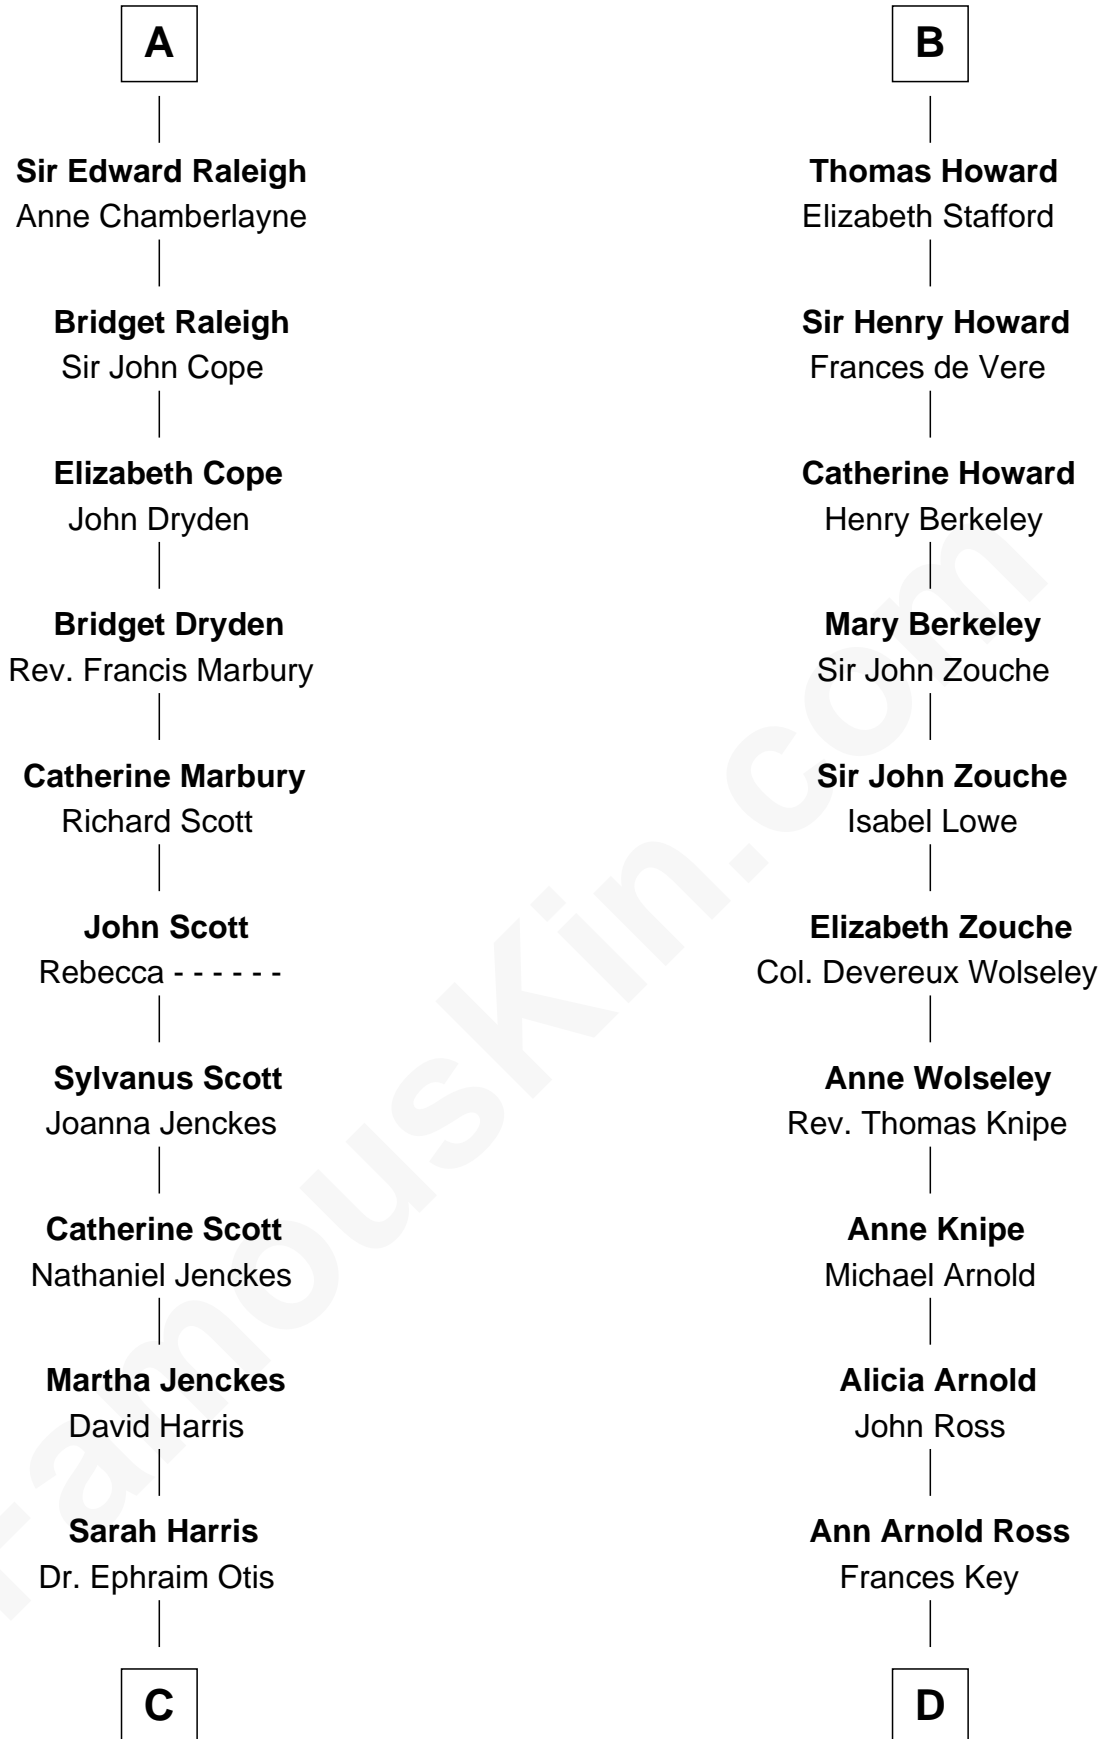 A
Sir Edward Raleigh
Anne Chamberlayne
Bridget Raleigh
Sir John Cope
Elizabeth Cope
John Dryden
Bridget Dryden
Rev. Francis Marbury
Catherine Marbury
Richard Scott
John Scott
Rebecca - - - - - -
Sylvanus Scott
Joanna Jenckes
Catherine Scott
Nathaniel Jenckes
Martha Jenckes
David Harris
Sarah Harris
Dr. Ephraim Otis
C
B
Thomas Howard
Elizabeth Stafford
Sir Henry Howard
Frances de Vere
Catherine Howard
Henry Berkeley
Mary Berkeley
Sir John Zouche
Sir John Zouche
Isabel Lowe
Elizabeth Zouche
Col. Devereux Wolseley
Anne Wolseley
Rev. Thomas Knipe
Anne Knipe
Michael Arnold
Alicia Arnold
John Ross
Ann Arnold Ross
Frances Key
D
FamousKin.com